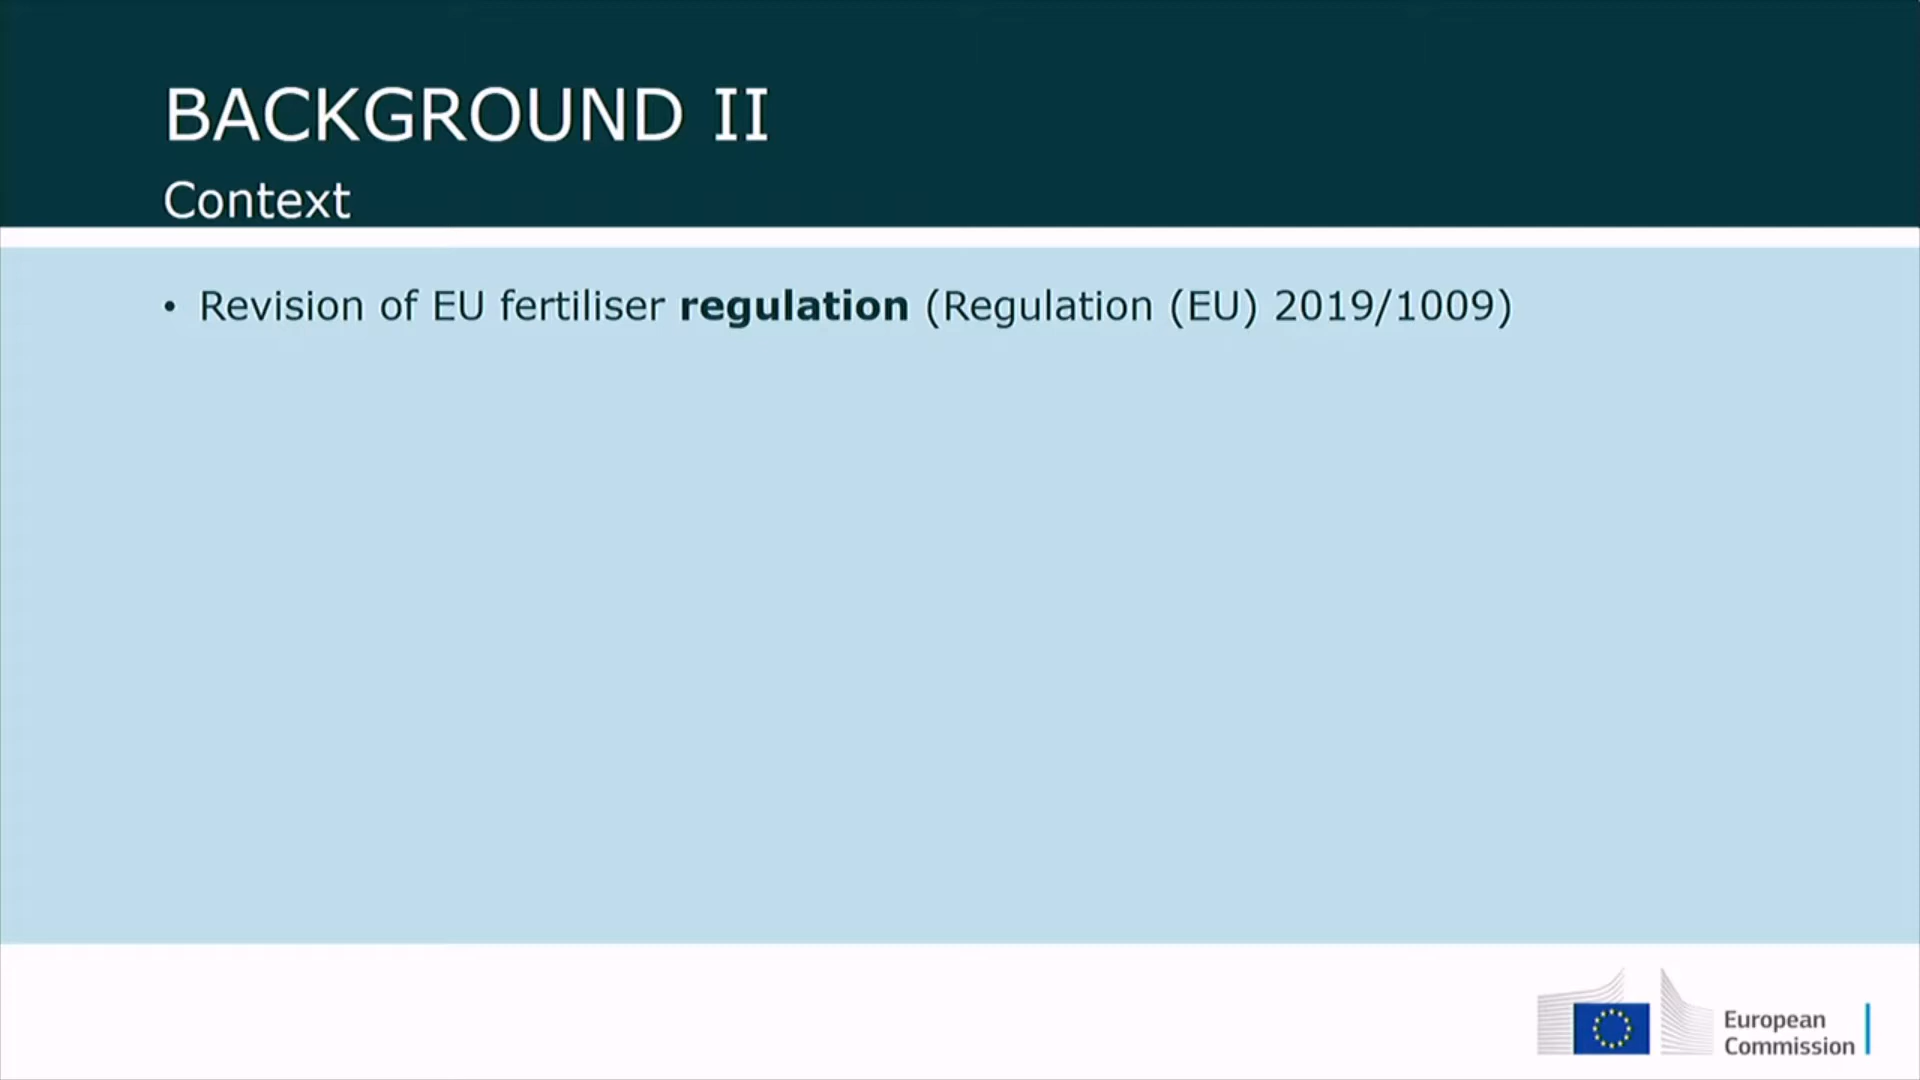 BACKGROUND II
Context
• Revision of EU fertiliser regulation (Regulation (EU) 2019/1009)
European
Commission